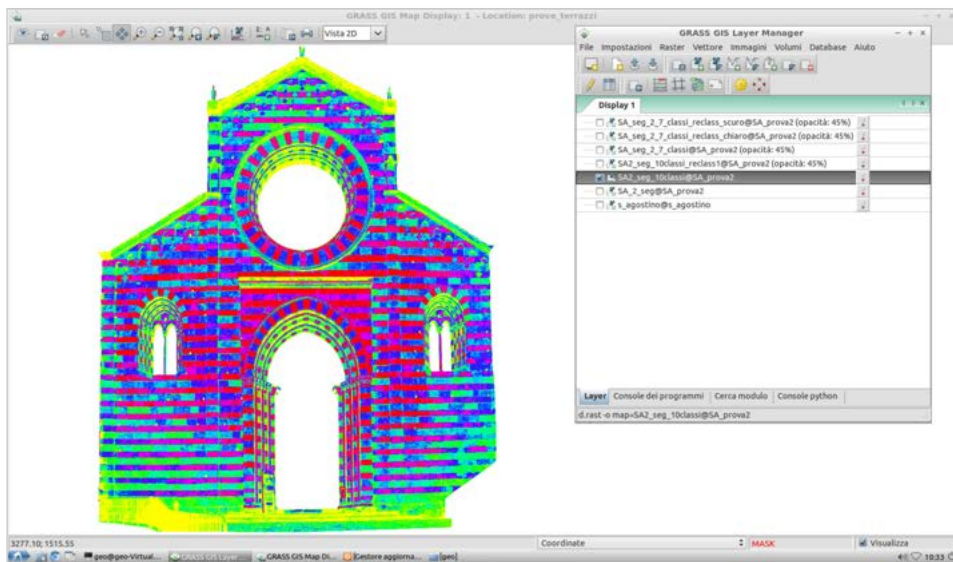 GRASS GIS Map Display: 1 - Location: prove_terrazzi
Vista 2D
GRASS GIS Layer Manager
File Impostazioni Raster Vettore Immagini Volumi Database Aiuto
Display 1
SA_seg_2_7_classi_reclass_scuro@SA_prova2 (opacità: 45%)
SA_seg_2_7_classi_reclass_chiaro@SA_prova2 (opacità: 45%)
SA_seg_2_7_classi@SA_prova2 (opacità: 45%)
SA2_seg_10classi_reclass1@SA_prova2 (opacità: 45%)
SA2_seg_10classi@SA_prova2
SA_2_seg@SA_prova2
s_agostino@s_agostino
Layer Console dei programmi Cerca modulo Console python
d.rast -o map=SA2_seg_10classi@SA_prova2
3277.10; 1515.55 Coordinate MASK Visualizza
geo@geo-Virtual... GRASS GIS Layer... GRASS GIS Map Di... [Gestore aggiorna... [geo] 10:33